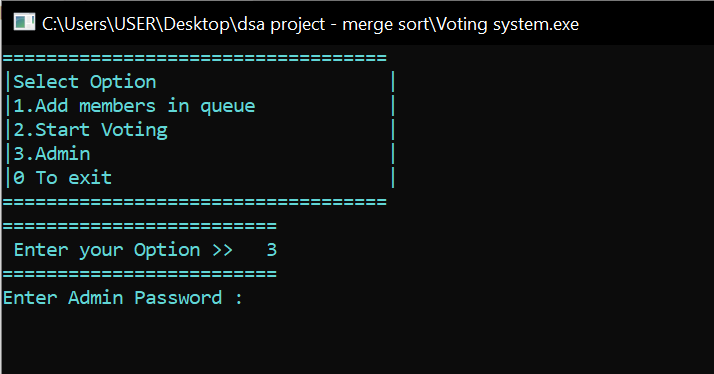 C:\Users\USER\Desktop\dsa project - merge sort\Voting system.exe
===================================
|Select Option                     |
|1.Add members in queue            |
|2.Start Voting                    |
|3.Admin                           |
|0 To exit                         |
===================================
=========================
 Enter your Option >>   3
=========================
Enter Admin Password :